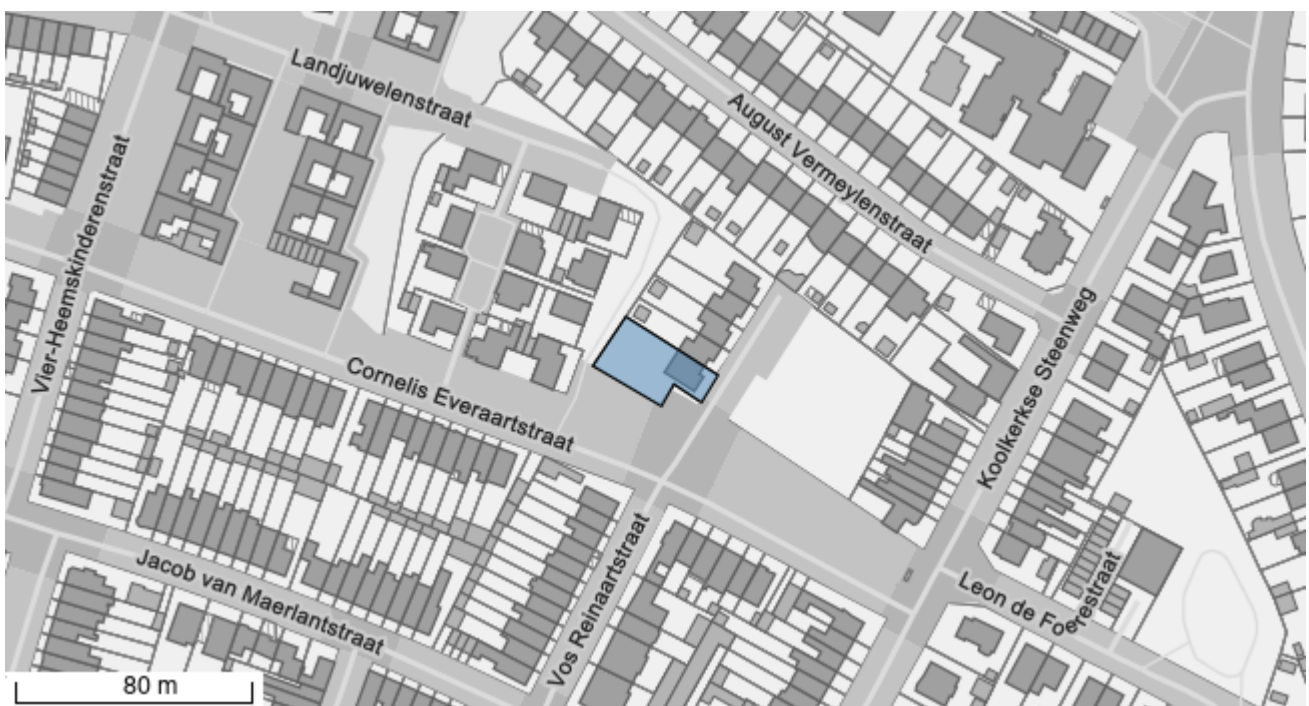 Landjuwelenstraat
August Vermeylenstraat
Vier-Heemskinderenstraat
Cornelis Everaartstraat
Koolkerkse Steenweg
Jacob van Maerlantstraat
Vos Reinaartstraat
Leon de Foerestraat
80 m